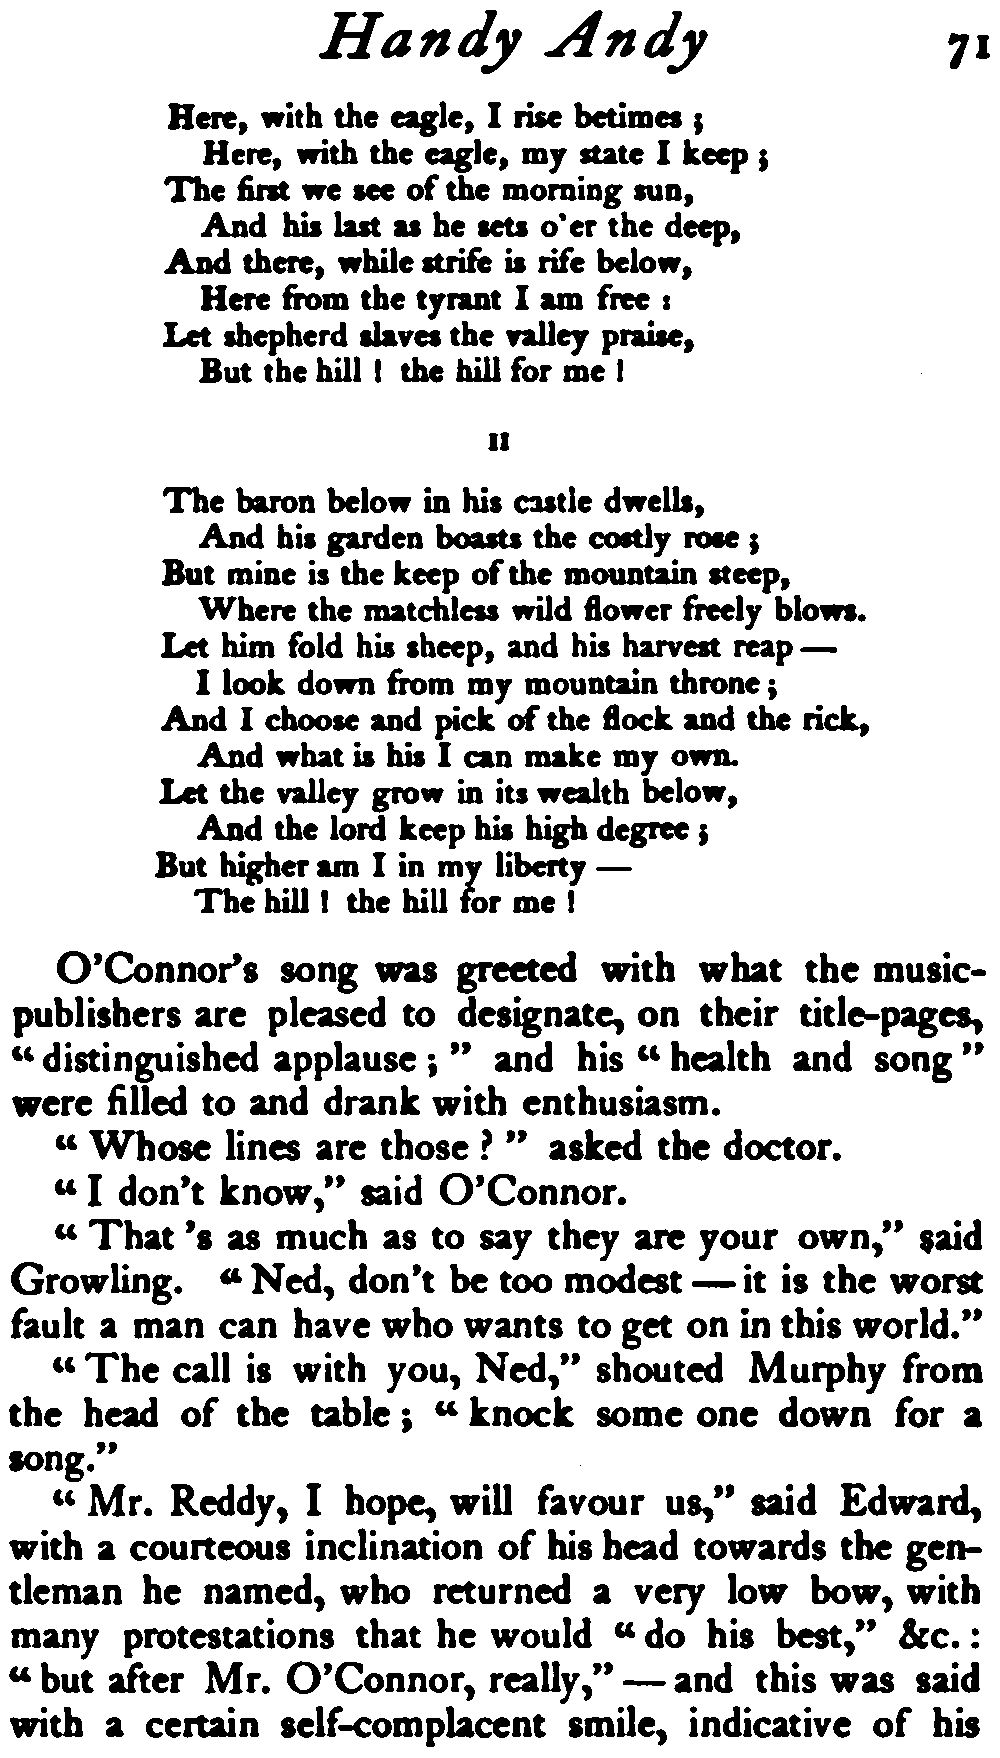 Handy Andy 71
Here, with the eagle, I rise betimes ;
Here, with the eagle, my state I keep ;
The first we see of the morning sun,
And his last as he sets o'er the deep,
And there, while strife is rife below,
Here from the tyrant I am free :
Let shepherd slaves the valley praise,
But the hill ! the hill for me !
II
The baron below in his castle dwells,
And his garden boasts the costly rose ;
But mine is the keep of the mountain steep,
Where the matchless wild flower freely blows.
Let him fold his sheep, and his harvest reap —
I look down from my mountain throne ;
And I choose and pick of the flock and the rick,
And what is his I can make my own.
Let the valley grow in its wealth below,
And the lord keep his high degree ;
But higher am I in my liberty —
The hill ! the hill for me !
O'Connor's song was greeted with what the music-
publishers are pleased to designate, on their title-pages,
“ distinguished applause ; ” and his “ health and song ”
were filled to and drank with enthusiasm.
“ Whose lines are those ? ” asked the doctor.
“ I don't know,” said O'Connor.
“ That 's as much as to say they are your own,” said
Growling. “ Ned, don't be too modest — it is the worst
fault a man can have who wants to get on in this world.”
“ The call is with you, Ned,” shouted Murphy from
the head of the table ; “ knock some one down for a
song.”
“ Mr. Reddy, I hope, will favour us,” said Edward,
with a courteous inclination of his head towards the gen-
tleman he named, who returned a very low bow, with
many protestations that he would “ do his best,” &c. :
“ but after Mr. O'Connor, really,” — and this was said
with a certain self-complacent smile, indicative of his